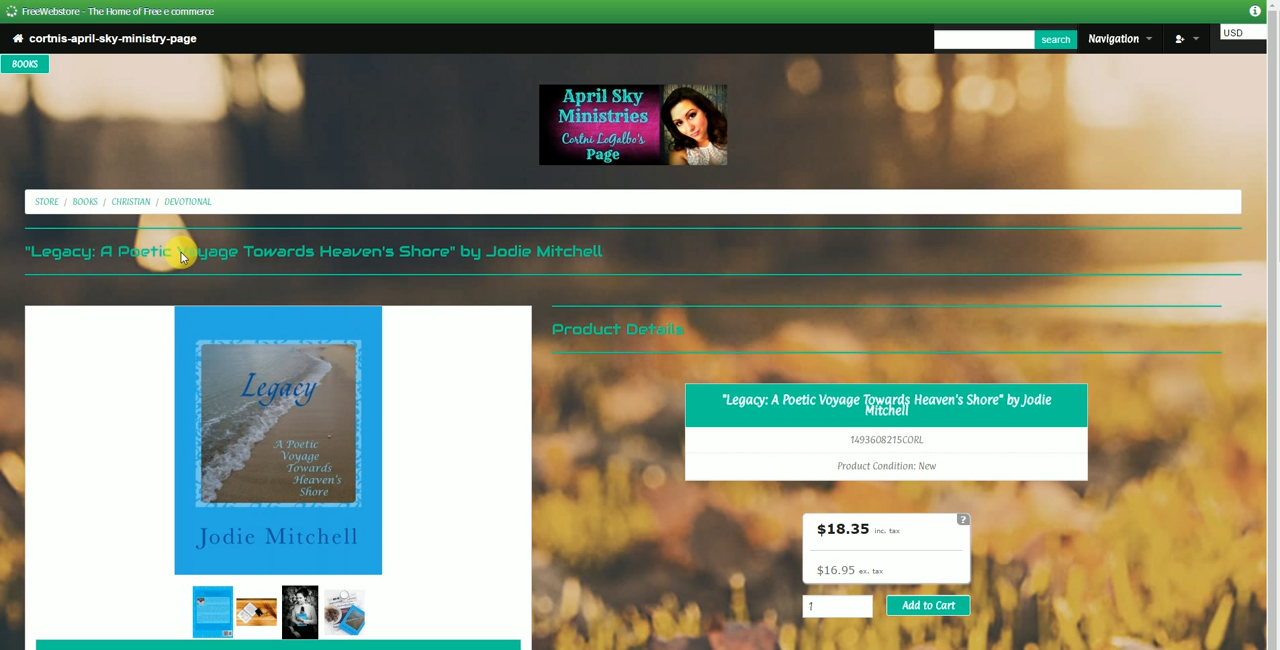 FreeWebstore - The Home of Free e commerce
cortnis-april-sky-ministry-page
search
Navigation
USD
BOOKS
April Sky
Ministries
Cortni LoGalbo's
Page
STORE / BOOKS / CHRISTIAN / DEVOTIONAL
"Legacy: A Poetic Voyage Towards Heaven's Shore" by Jodie Mitchell
Legacy
A Poetic
Voyage
Towards
Heaven's
Shore
Jodie Mitchell
Product Details
"Legacy: A Poetic Voyage Towards Heaven's Shore" by Jodie
Mitchell
1493608215CORL
Product Condition: New
?
$18.35 inc. tax
$16.95 ex. tax
1
Add to Cart